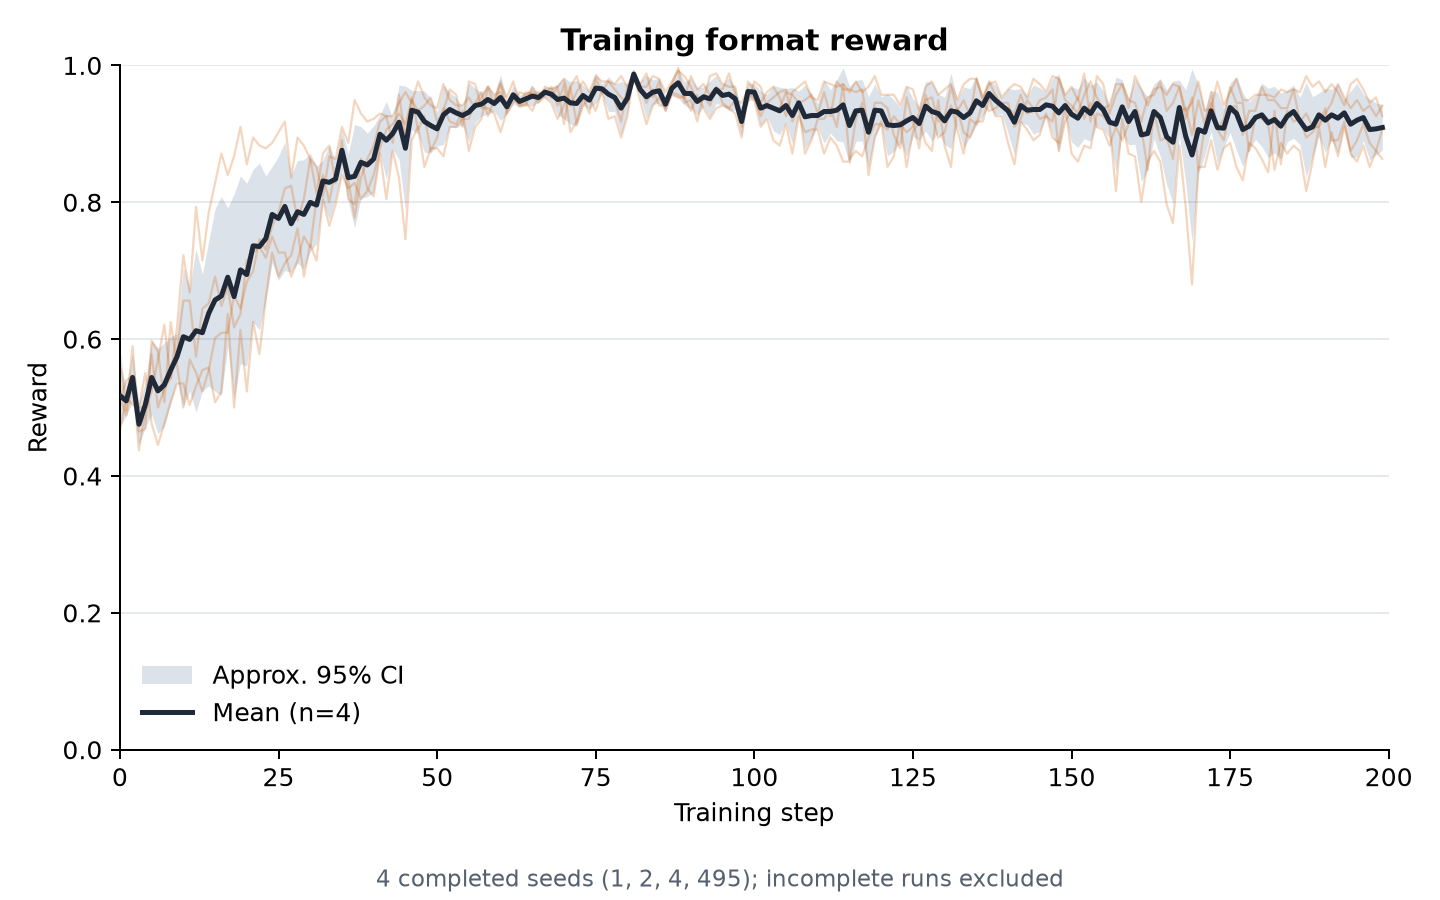 Training format reward
1.0
0.8
0.6
0.4
0.2
0.0
Reward
Approx. 95% CI
Mean (n=4)
0 25 50 75 100 125 150 175 200
Training step
4 completed seeds (1, 2, 4, 495); incomplete runs excluded